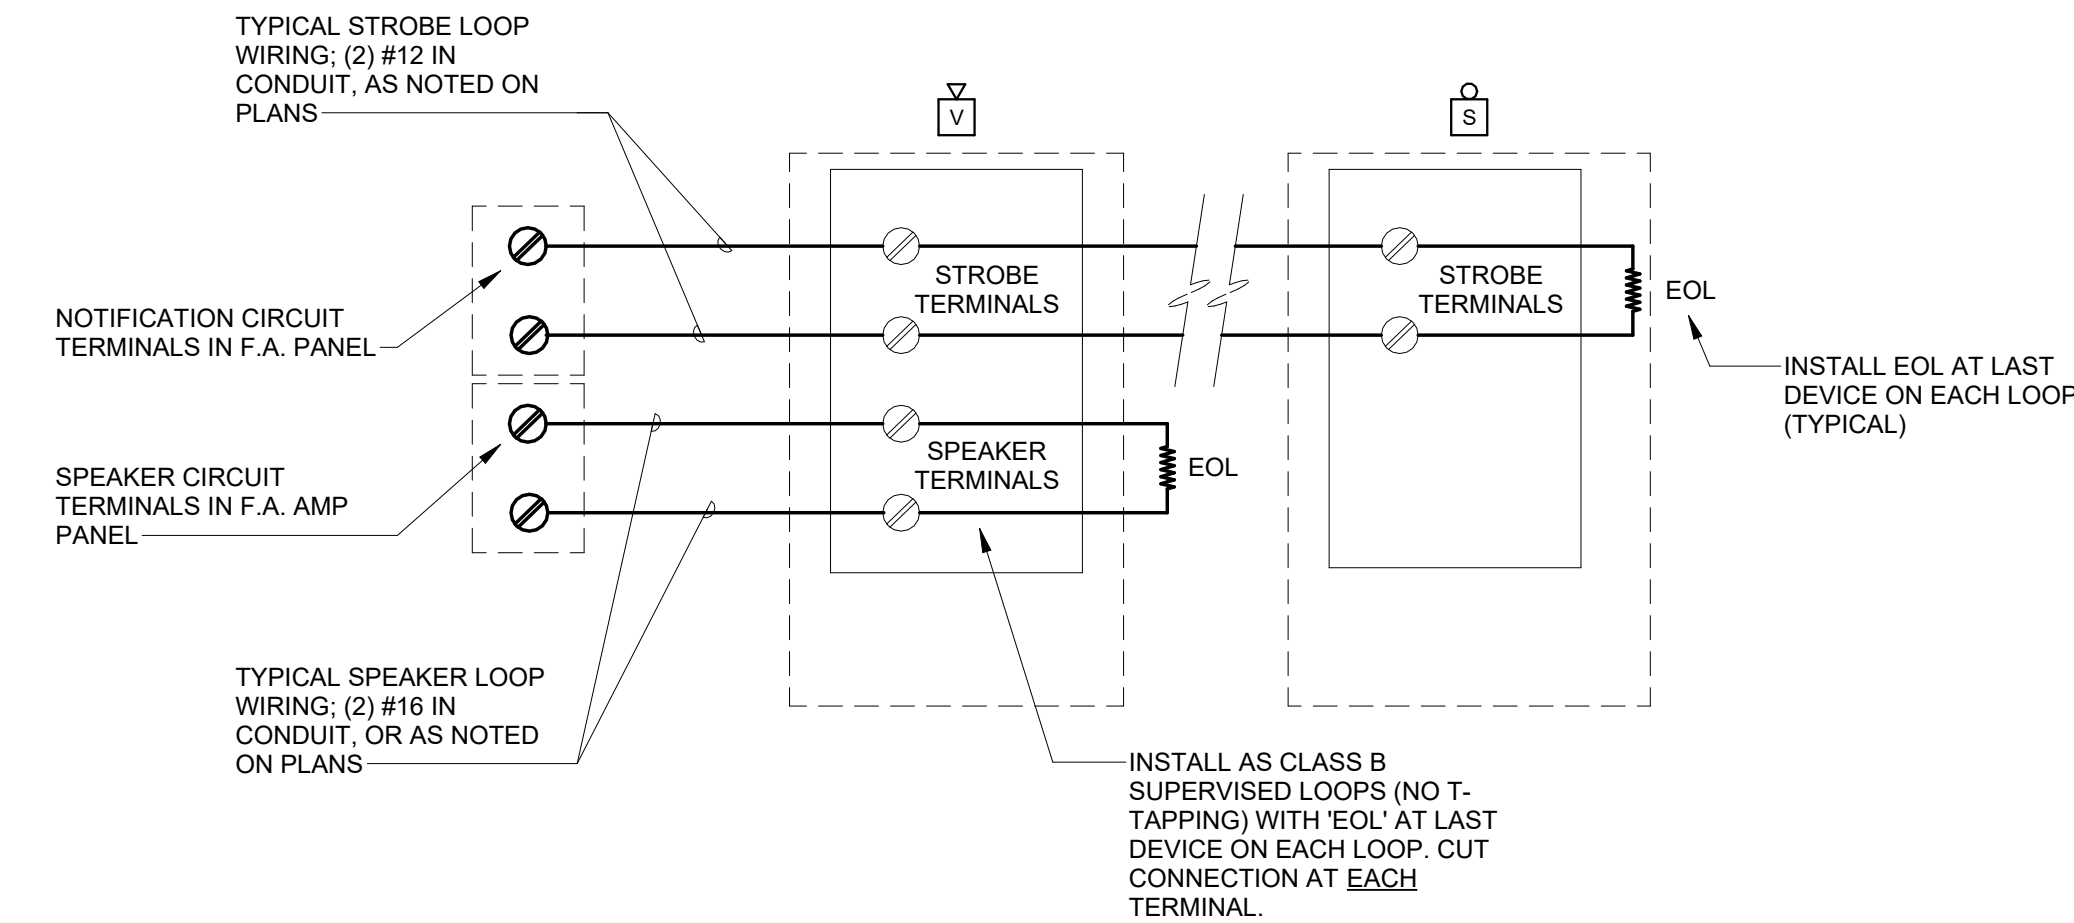 TYPICAL STROBE LOOP
WIRING; (2) #12 IN
CONDUIT, AS NOTED ON
PLANS
V
S
STROBE
TERMINALS
STROBE
TERMINALS
EOL
NOTIFICATION CIRCUIT
TERMINALS IN F.A. PANEL
INSTALL EOL AT LAST
DEVICE ON EACH LOOP
(TYPICAL)
SPEAKER
TERMINALS
EOL
SPEAKER CIRCUIT
TERMINALS IN F.A. AMP
PANEL
TYPICAL SPEAKER LOOP
WIRING; (2) #16 IN
CONDUIT, OR AS NOTED
ON PLANS
INSTALL AS CLASS B
SUPERVISED LOOPS (NO T-
TAPPING) WITH 'EOL' AT LAST
DEVICE ON EACH LOOP. CUT
CONNECTION AT EACH
TERMINAL.